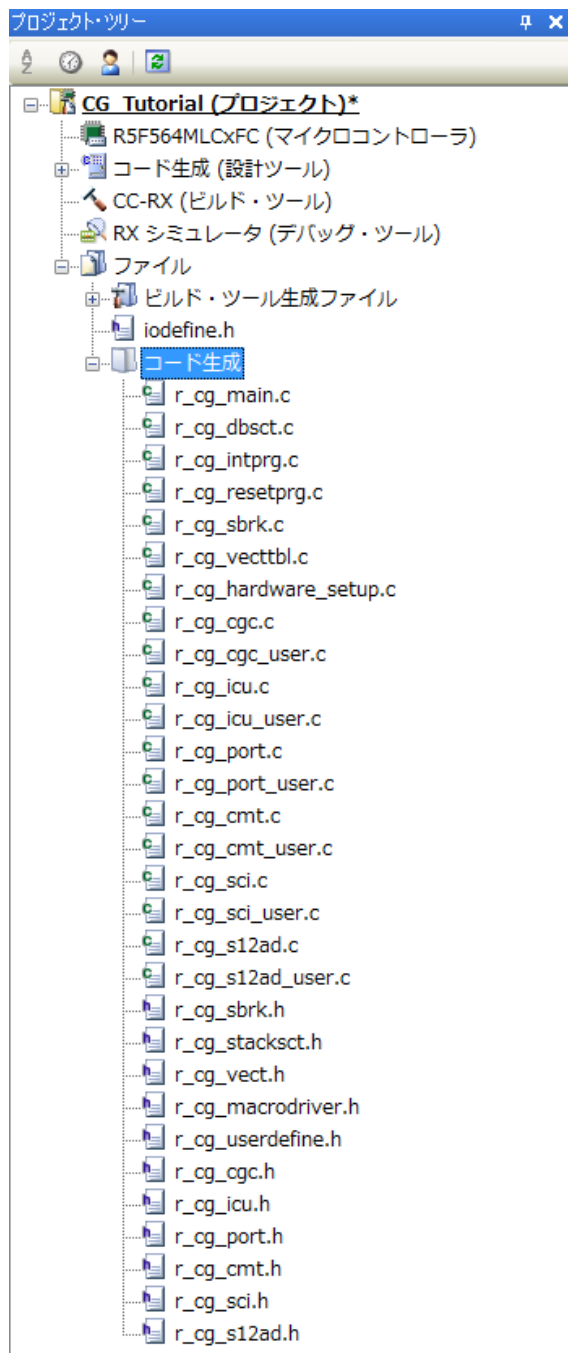 プロジェクト・ツリー
CG_Tutorial (プロジェクト)*
R5F564MLCxFC (マイクロコントローラ)
コード生成 (設計ツール)
CC-RX (ビルド・ツール)
RX シミュレータ (デバッグ・ツール)
ファイル
ビルド・ツール生成ファイル
iodefine.h
コード生成
r_cg_main.c
r_cg_dbsct.c
r_cg_intprg.c
r_cg_resetprg.c
r_cg_sbrk.c
r_cg_vecttbl.c
r_cg_hardware_setup.c
r_cg_cgc.c
r_cg_cgc_user.c
r_cg_icu.c
r_cg_icu_user.c
r_cg_port.c
r_cg_port_user.c
r_cg_cmt.c
r_cg_cmt_user.c
r_cg_sci.c
r_cg_sci_user.c
r_cg_s12ad.c
r_cg_s12ad_user.c
r_cg_sbrk.h
r_cg_stacksct.h
r_cg_vect.h
r_cg_macrodriver.h
r_cg_userdefine.h
r_cg_cgc.h
r_cg_icu.h
r_cg_port.h
r_cg_cmt.h
r_cg_sci.h
r_cg_s12ad.h